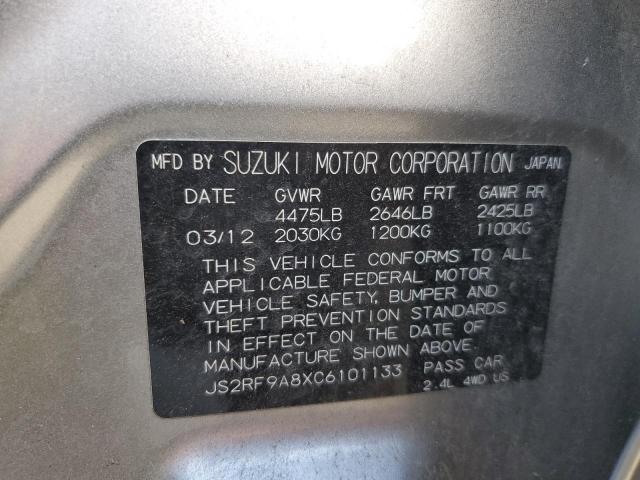 MFD BY SUZUKI MOTOR CORPORATION JAPAN
DATE GVWR GAWR FRT GAWR RR
4475LB 2646LB 2425LB
03/12 2030KG 1200KG 1100KG
THIS VEHICLE CONFORMS TO ALL
APPLICABLE FEDERAL MOTOR
VEHICLE SAFETY, BUMPER AND
THEFT PREVENTION STANDARDS
IN EFFECT ON THE DATE OF
MANUFACTURE SHOWN ABOVE.
JS2RF9A8XC6101133 PASS CAR
2.4L 4WD US